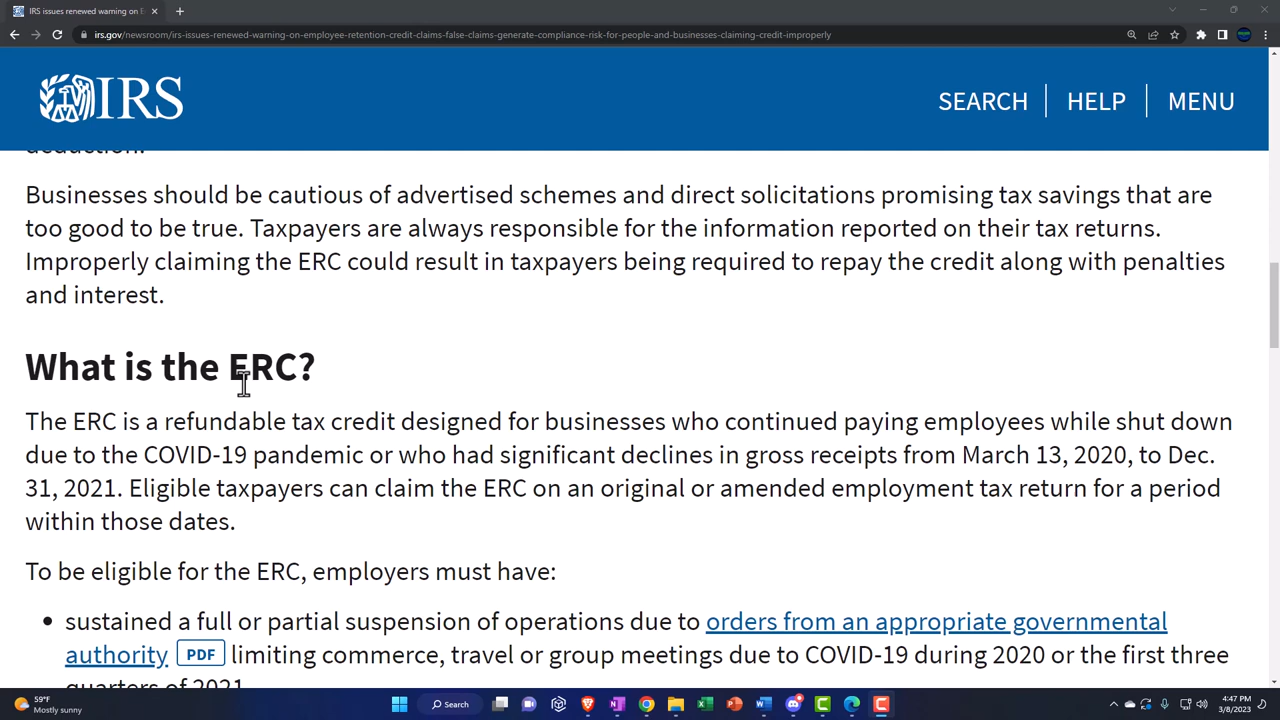 IRS issues renewed warning on E
irs.gov/newsroom/irs-issues-renewed-warning-on-employee-retention-credit-claims-false-claims-generate-compliance-risk-for-people-and-businesses-claiming-credit-improperly
IRS
SEARCH HELP MENU
deduction.
Businesses should be cautious of advertised schemes and direct solicitations promising tax savings that are
too good to be true. Taxpayers are always responsible for the information reported on their tax returns.
Improperly claiming the ERC could result in taxpayers being required to repay the credit along with penalties
and interest.
What is the ERC?
The ERC is a refundable tax credit designed for businesses who continued paying employees while shut down
due to the COVID-19 pandemic or who had significant declines in gross receipts from March 13, 2020, to Dec.
31, 2021. Eligible taxpayers can claim the ERC on an original or amended employment tax return for a period
within those dates.
To be eligible for the ERC, employers must have:
• sustained a full or partial suspension of operations due to orders from an appropriate governmental
authority PDF limiting commerce, travel or group meetings due to COVID-19 during 2020 or the first three
quarters of 2021
59°F
Mostly sunny
Search
4:47 PM
3/8/2023